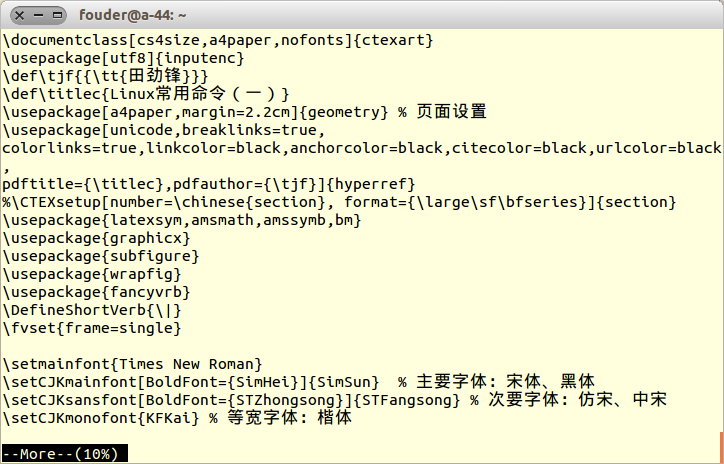 fouder@a-44: ~
\documentclass[cs4size,a4paper,nofonts]{ctexart}
\usepackage[utf8]{inputenc}
\def\tjf{{\tt{田劲锋}}}
\def\titlec{Linux常用命令（一）}
\usepackage[a4paper,margin=2.2cm]{geometry} % 页面设置
\usepackage[unicode,breaklinks=true,
colorlinks=true,linkcolor=black,anchorcolor=black,citecolor=black,urlcolor=black
,
pdftitle={\titlec},pdfauthor={\tjf}]{hyperref}
%\CTEXsetup[number=\chinese{section}, format={\large\sf\bfseries}]{section}
\usepackage{latexsym,amsmath,amssymb,bm}
\usepackage{graphicx}
\usepackage{subfigure}
\usepackage{wrapfig}
\usepackage{fancyvrb}
\DefineShortVerb{\|}
\fvset{frame=single}
\setmainfont{Times New Roman}
\setCJKmainfont[BoldFont={SimHei}]{SimSun}  % 主要字体：宋体、黑体
\setCJKsansfont[BoldFont={STZhongsong}]{STFangsong} % 次要字体：仿宋、中宋
\setCJKmonofont{KFKai} % 等宽字体：楷体
--More--(10%)